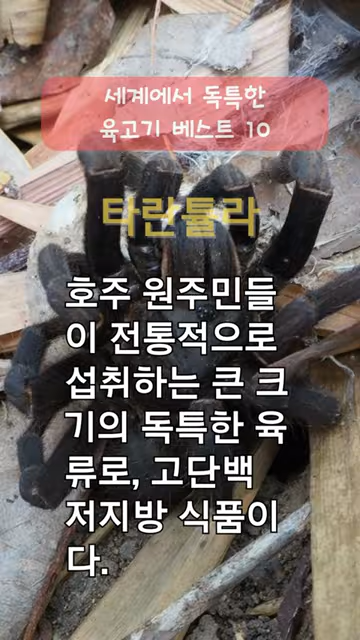 세계에서 독특한
육고기 베스트 10
타란툴라
호주 원주민들
이 전통적으로
섭취하는 큰 크
기의 독특한 육
류로, 고단백
저지방 식품이
다.